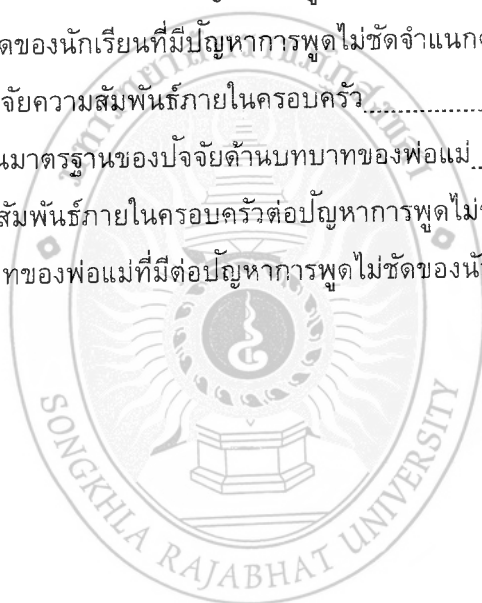 ดของนักเรียนที่มีปัญหาการพูดไม่ชัดจำแนก
จัยความสัมพันธ์ภายในครอบครัว
นมาตรฐานของปัจจัยด้านบทบาทของพ่อแม่
สัมพันธ์ภายในครอบครัวต่อปัญหาการพูดไม่
ทของพ่อแม่ที่มีต่อปัญหาการพูดไม่ชัดของ
SONGKHLA RAJABHAT UNIVERSITY